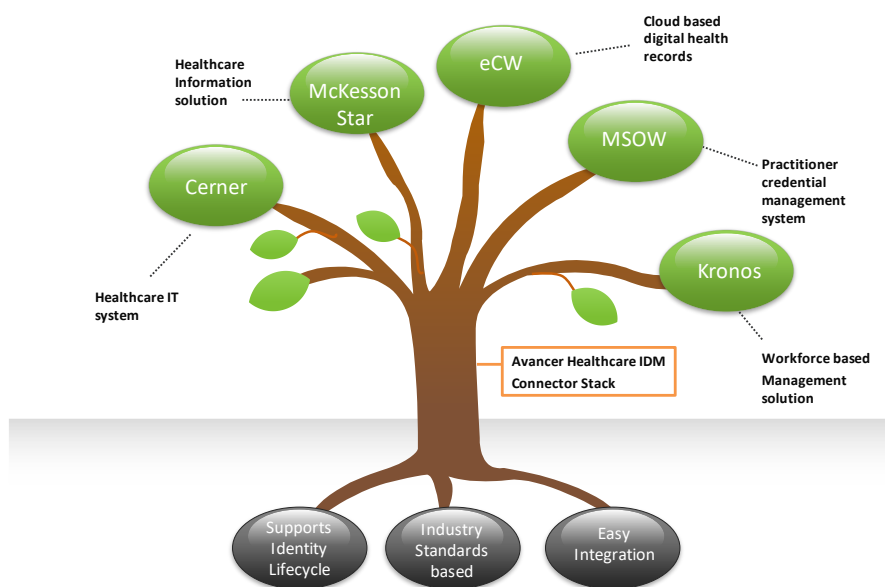 Cloud based
digital health
records
eCW
Healthcare
Information
solution
McKesson
Star
MSOW
Practitioner
credential
management
system
Cerner
Healthcare IT
system
Kronos
Workforce based
Management
solution
Avancer Healthcare IDM
Connector Stack
Supports
Identity
Lifecycle
Industry
Standards
based
Easy
Integration